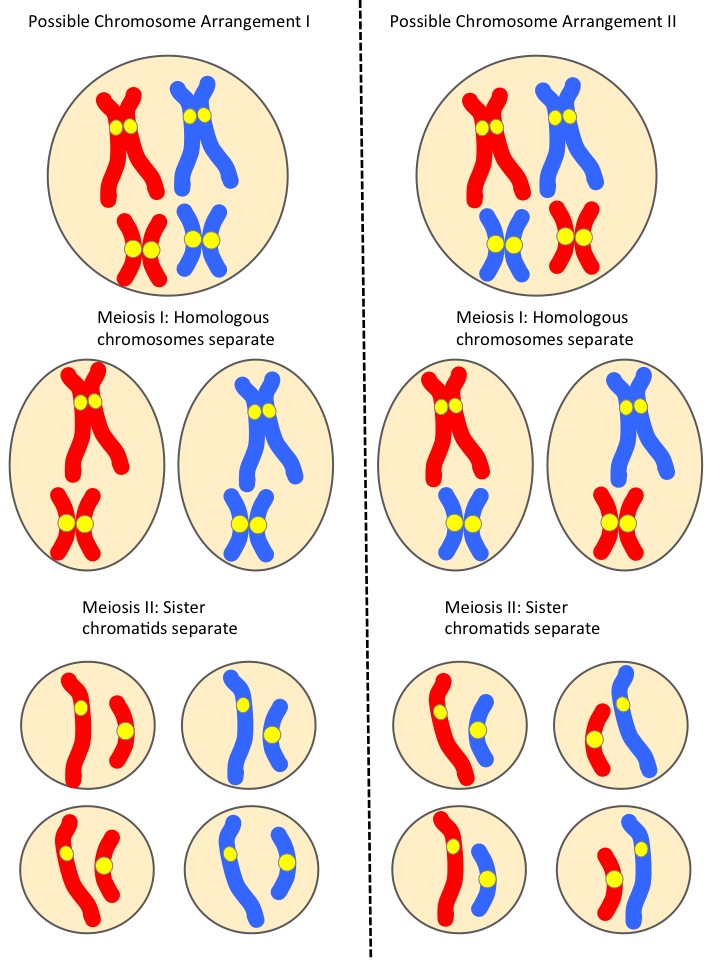 Possible Chromosome Arrangement I
Possible Chromosome Arrangement II
Meiosis I: Homologous
chromosomes separate
Meiosis I: Homologous
chromosomes separate
Meiosis II: Sister
chromatids separate
Meiosis II: Sister
chromatids separate